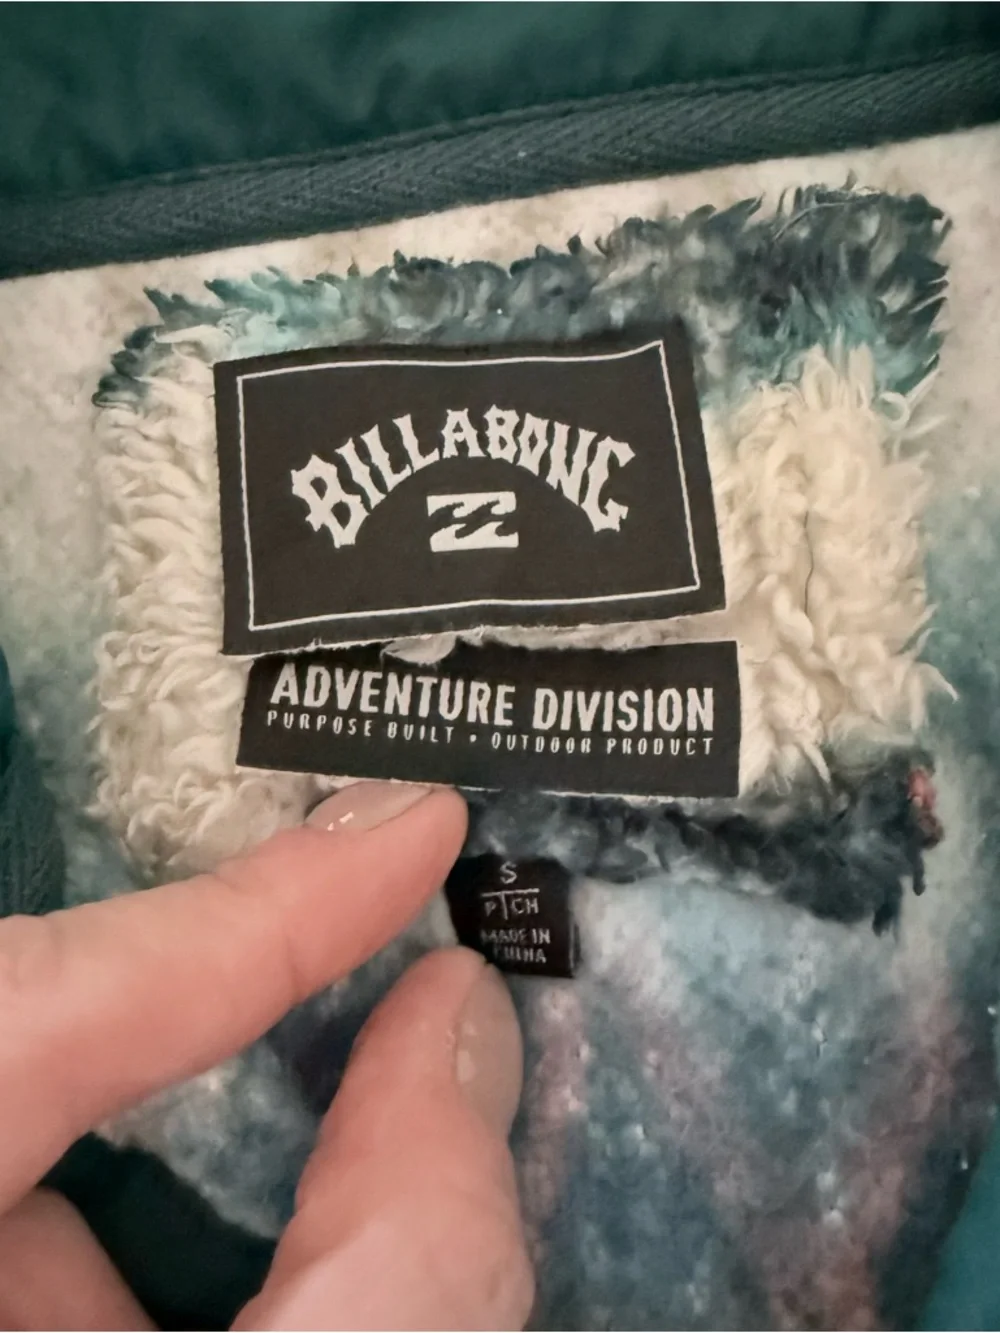 BILLABONG
ADVENTURE DIVISION
PURPOSE BUILT • OUTDOOR PRODUCT
S
P|CH
MADE IN
CHINA